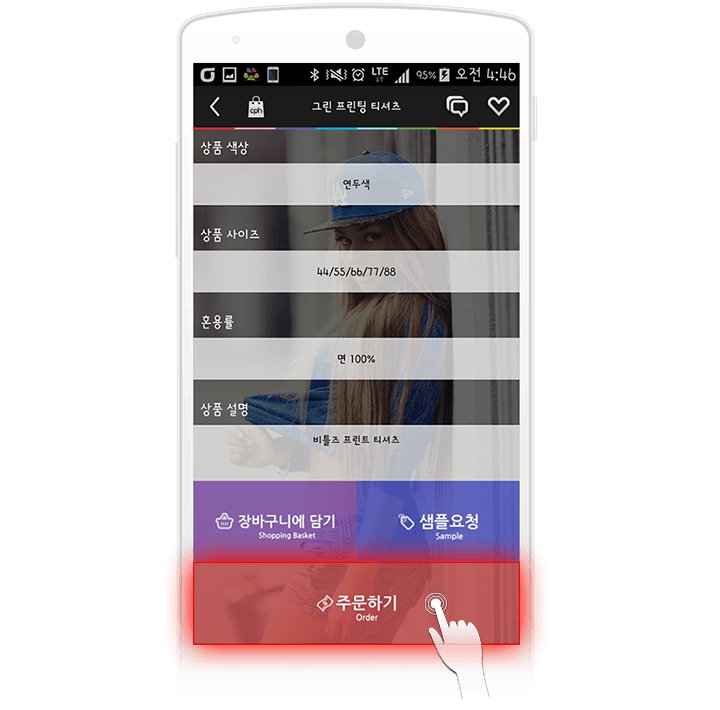 LTE 95% 오전 4:46
cph 그린 프린팅 티셔츠
상품 색상
연두색
상품 사이즈
44/55/66/77/88
혼용률
면 100%
상품 설명
비틀즈 프린트 티셔츠
장바구니에 담기
Shopping Basket
샘플요청
Sample
주문하기
Order